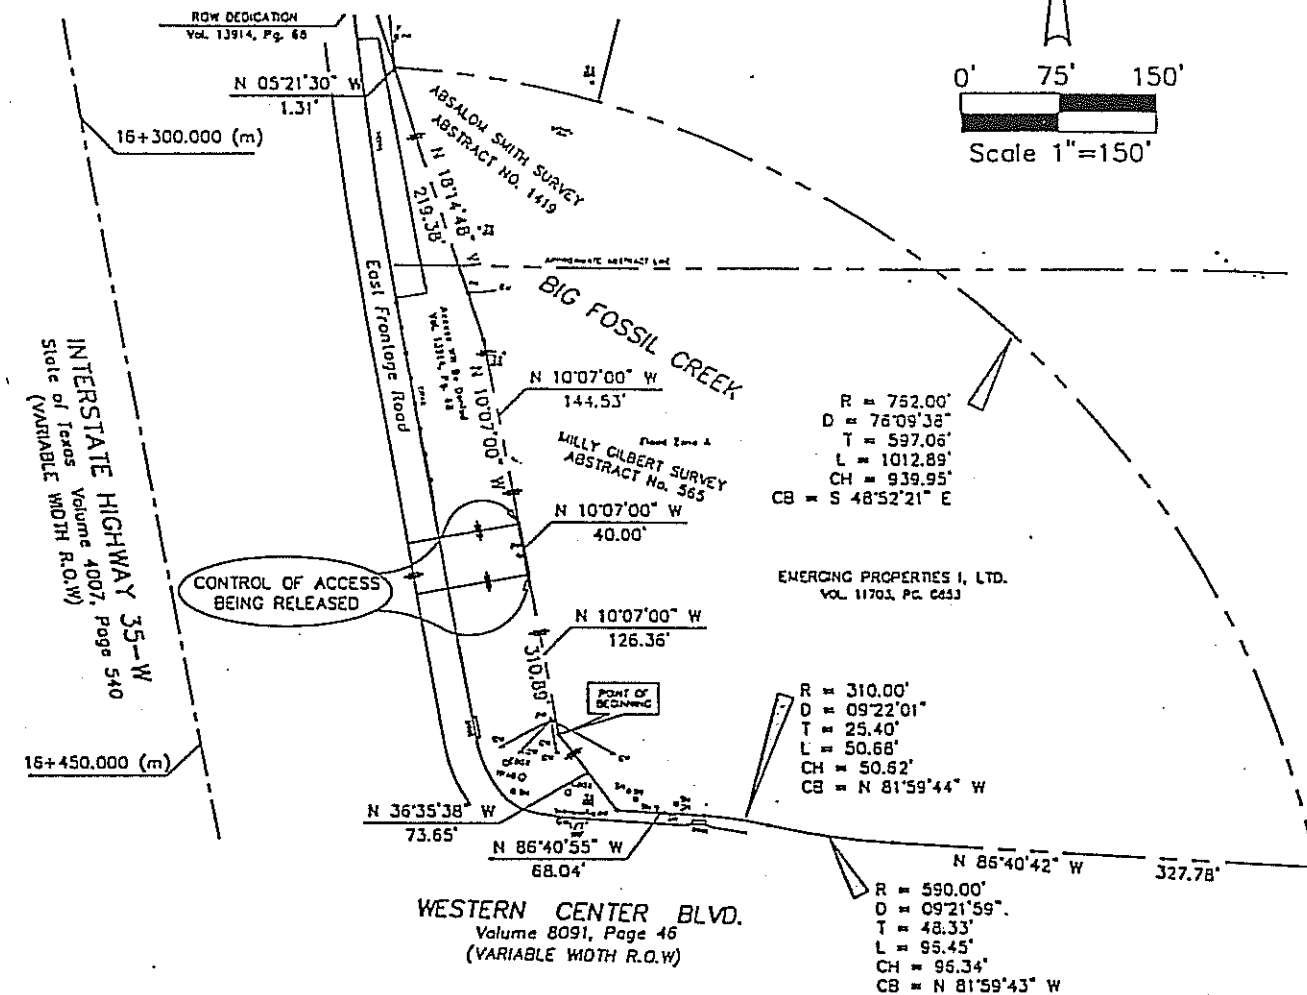 ROW DEDICATION
Vol. 13914, Pg. 68
N 05°21'30" W
1.31'
16+300.000 (m)
0' 75' 150'
Scale 1"=150'
ABSALOM SMITH SURVEY
ABSTRACT NO. 1419
N 18°14'48" W
219.38'
APPROXIMATE ABSTRACT LINE
BIG FOSSIL CREEK
East Frontage Road
N 10°07'00" W
N 10°07'00" W
144.53'
Flood Zone A
MILLY GILBERT SURVEY
ABSTRACT No. 565
R = 752.00'
D = 76°09'38"
T = 597.06'
L = 1012.89'
CH = 939.95'
CB = S 48°52'21" E
INTERSTATE HIGHWAY 35-W
State of Texas Volume 4007, Page 540
(VARIABLE WIDTH R.O.W)
N 10°07'00" W
40.00'
CONTROL OF ACCESS
BEING RELEASED
EMERGING PROPERTIES I, LTD.
VOL. 11703, PG.
N 10°07'00" W
126.36'
310.89'
POINT OF
BEGINNING
R = 310.00'
D = 09°22'01"
T = 25.40'
L = 50.68'
CH = 50.62'
CB = N 81°59'44" W
16+450.000 (m)
N 36°35'38" W
73.65'
N 86°40'55" W
68.04'
N 86°40'42" W 327.78'
R = 590.00'
D = 09°21'59".
T = 48.33'
L = 95.45'
CH = 95.34'
CB = N 81°59'43" W
WESTERN CENTER BLVD.
Volume 8091, Page 46
(VARIABLE WIDTH R.O.W)